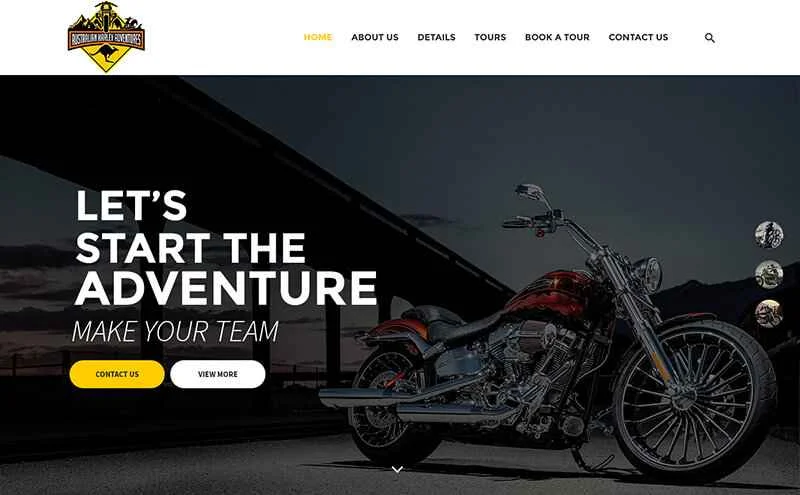 AUSTRALIAN HARLEY ADVENTURES
HOME ABOUT US DETAILS TOURS BOOK A TOUR CONTACT US
LET’S
START THE
ADVENTURE
MAKE YOUR TEAM
CONTACT US VIEW MORE